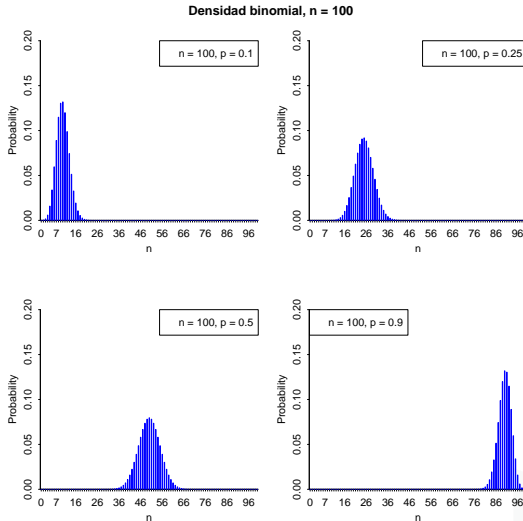 Densidad binomial, n = 100
n = 100, p = 0.1
Probability
0.00 0.05 0.10 0.15 0.20
0 7 16 26 36 46 56 66 76 86 96
n
n = 100, p = 0.25
Probability
0.00 0.05 0.10 0.15 0.20
0 7 16 26 36 46 56 66 76 86 96
n
n = 100, p = 0.5
Probability
0.00 0.05 0.10 0.15 0.20
0 7 16 26 36 46 56 66 76 86 96
n
n = 100, p = 0.9
Probability
0.00 0.05 0.10 0.15 0.20
0 7 16 26 36 46 56 66 76 86 96
n